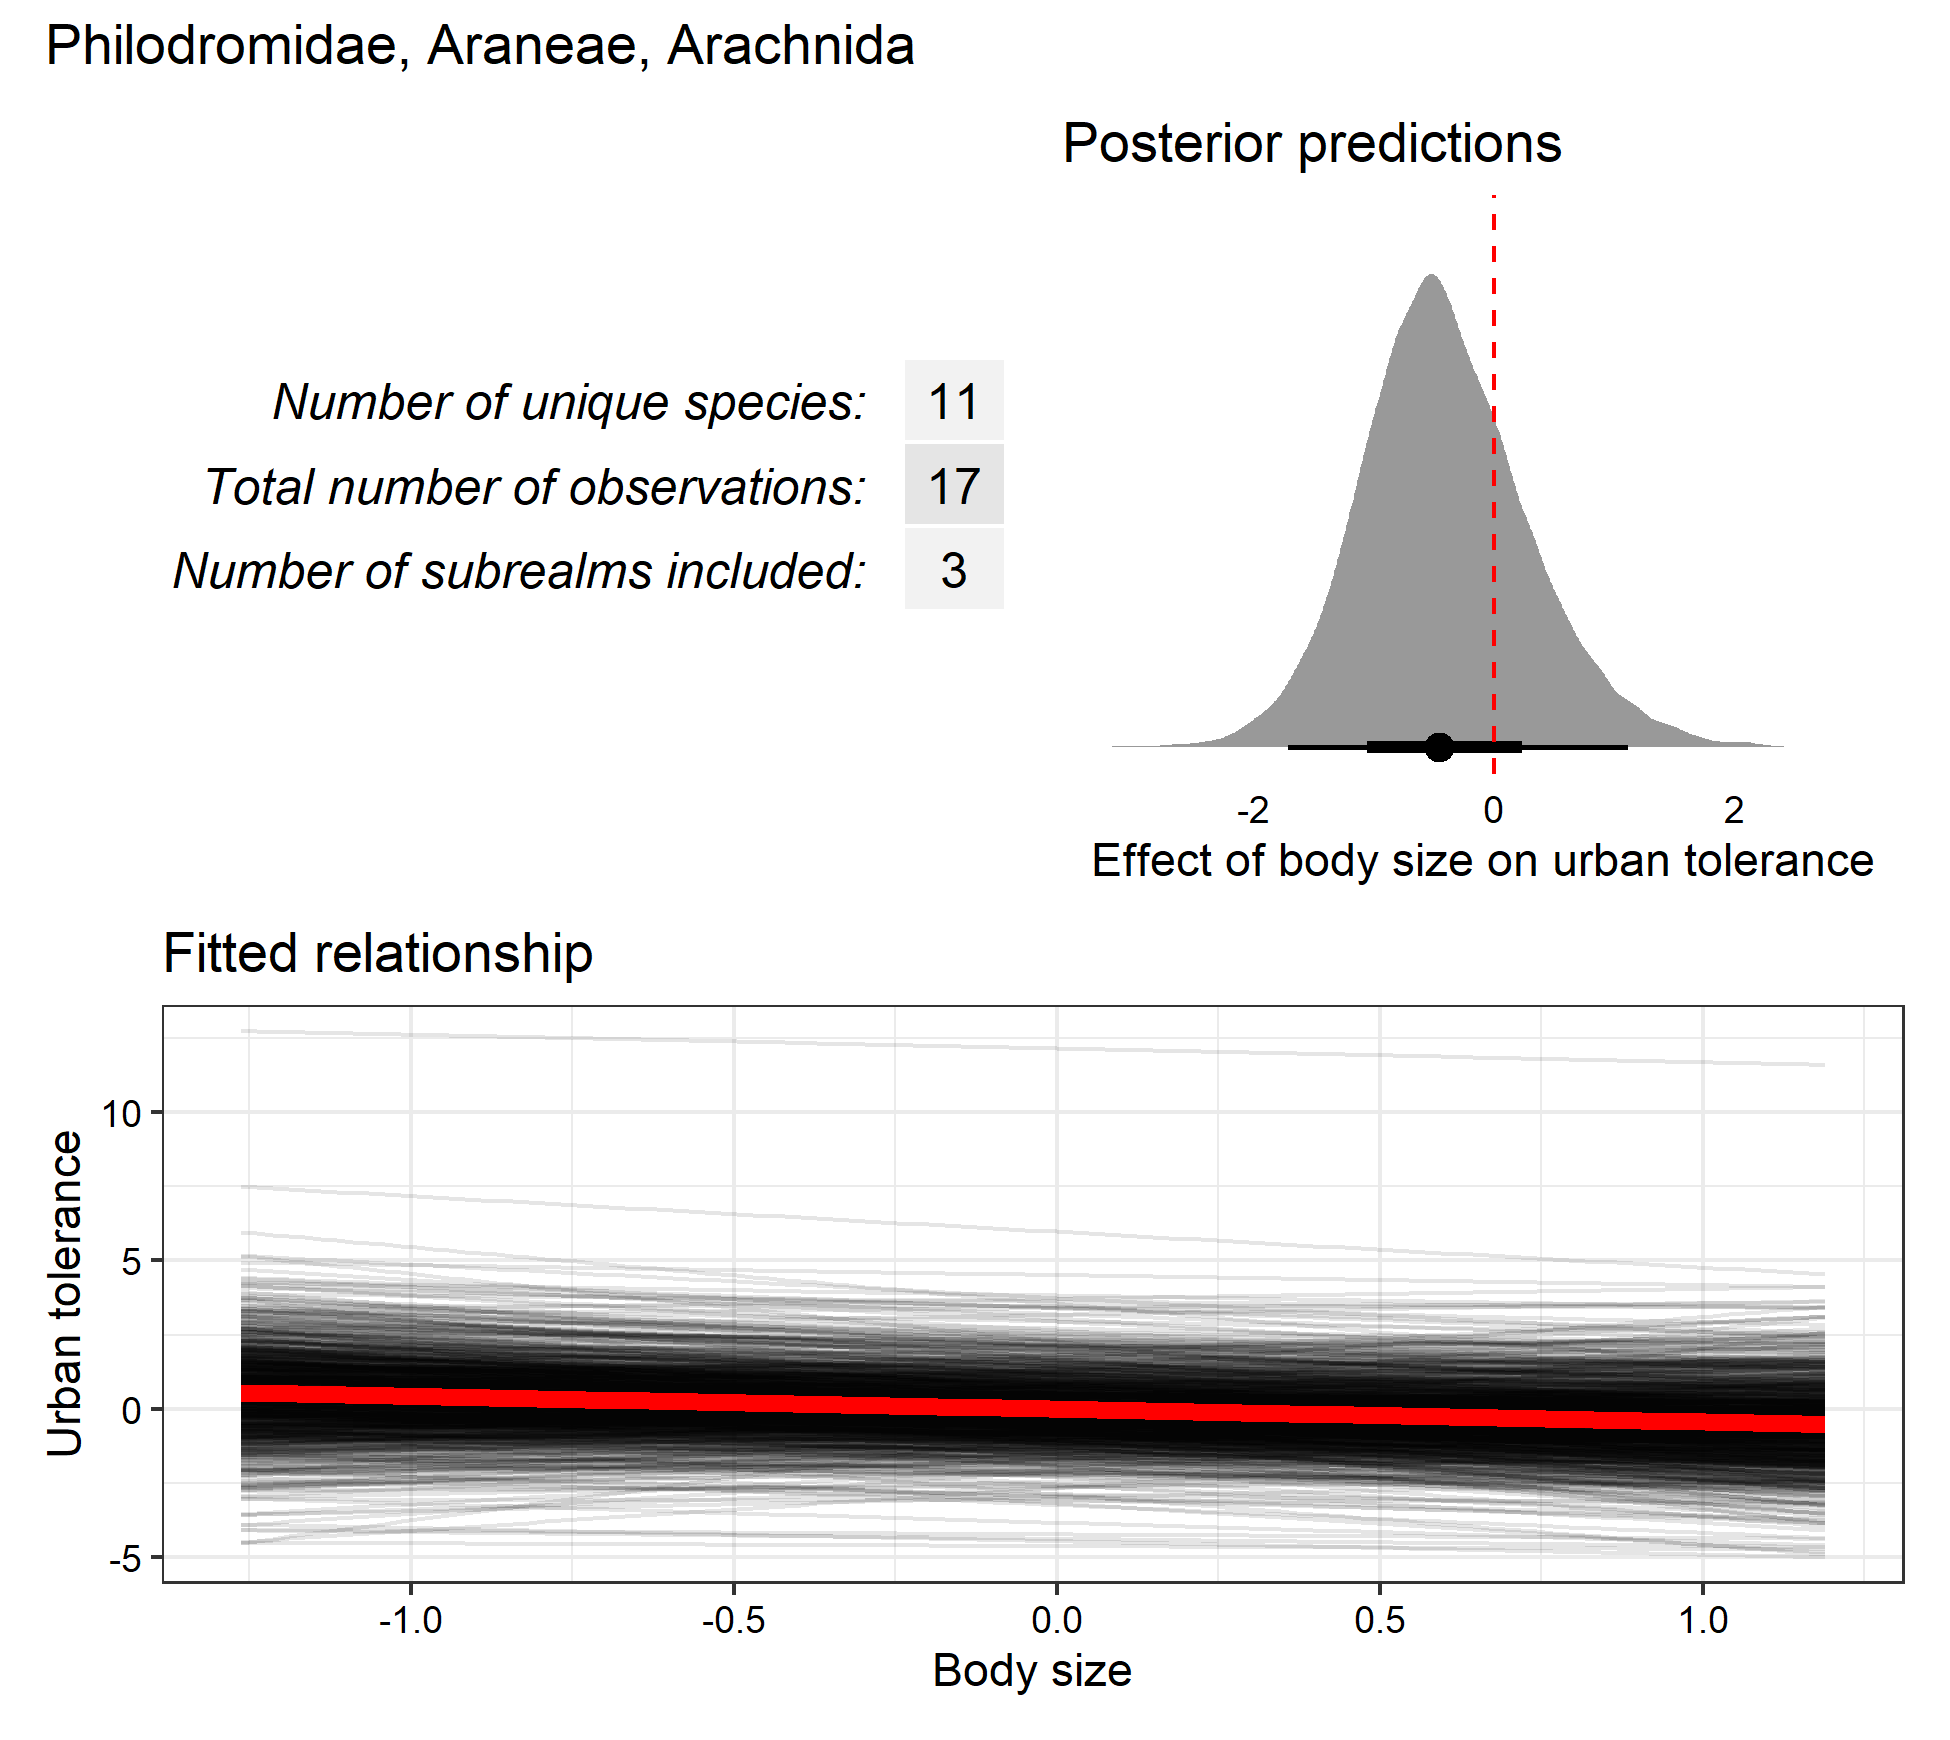 Philodromidae, Araneae, Arachnida
Posterior predictions
Number of unique species: 11
Total number of observations: 17
Number of subrealms included: 3
-2 0 2
Effect of body size on urban tolerance
Fitted relationship
Urban tolerance
10
5
0
-5
-1.0 -0.5 0.0 0.5 1.0
Body size